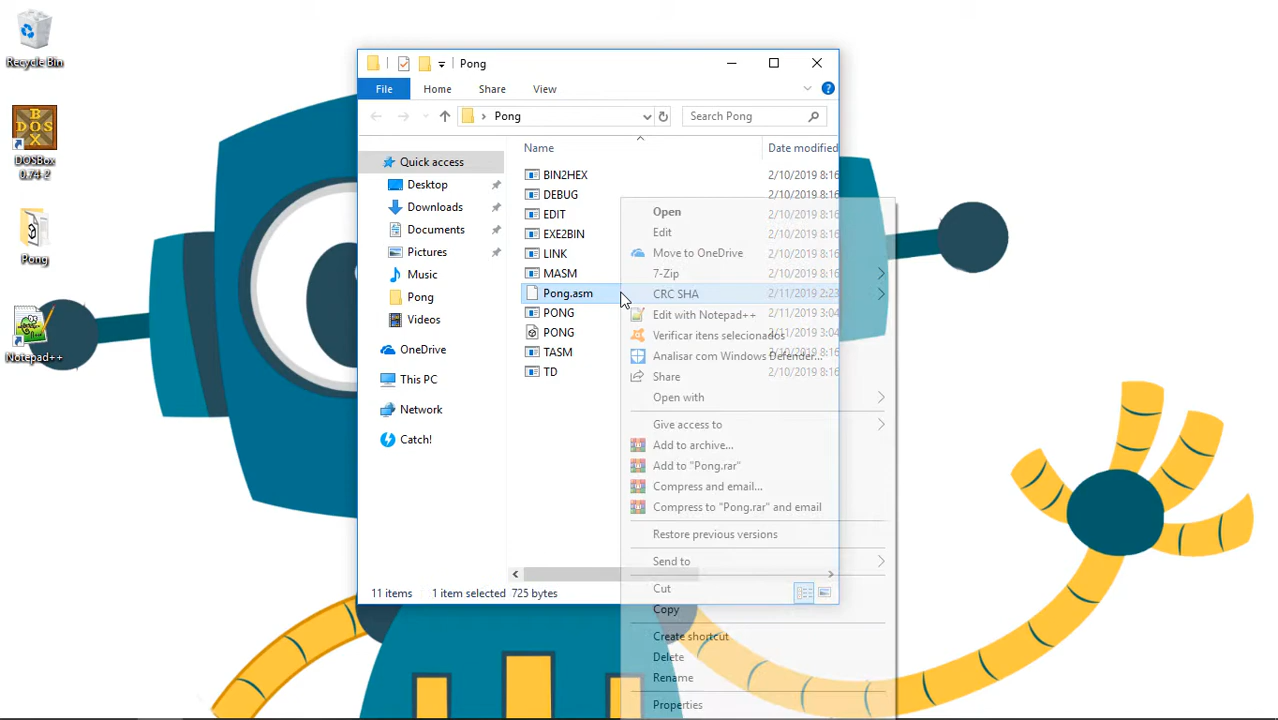 Recycle Bin
DOSBox
0.74-2
Pong
Notepad++
Pong
File
Home
Share
View
Pong
Search Pong
Quick access
Desktop
Downloads
Documents
Pictures
Music
Pong
Videos
OneDrive
This PC
Network
Catch!
Name
Date modified
BIN2HEX
2/10/2019 8:16
DEBUG
2/10/2019 8:16
EDIT
2/10/2019 8:16
EXE2BIN
2/10/2019 8:16
LINK
2/10/2019 8:16
MASM
2/10/2019 8:16
Pong.asm
2/11/2019 2:23
PONG
2/11/2019 3:04
PONG
2/11/2019 3:04
TASM
2/10/2019 8:16
TD
2/10/2019 8:16
Open
Edit
Move to OneDrive
7-Zip
CRC SHA
Edit with Notepad++
Verificar itens selecionados
Analisar com Windows Defender...
Share
Open with
Give access to
Add to archive...
Add to "Pong.rar"
Compress and email...
Compress to "Pong.rar" and email
Restore previous versions
Send to
Cut
Copy
Create shortcut
Delete
Rename
Properties
11 items
1 item selected
725 bytes